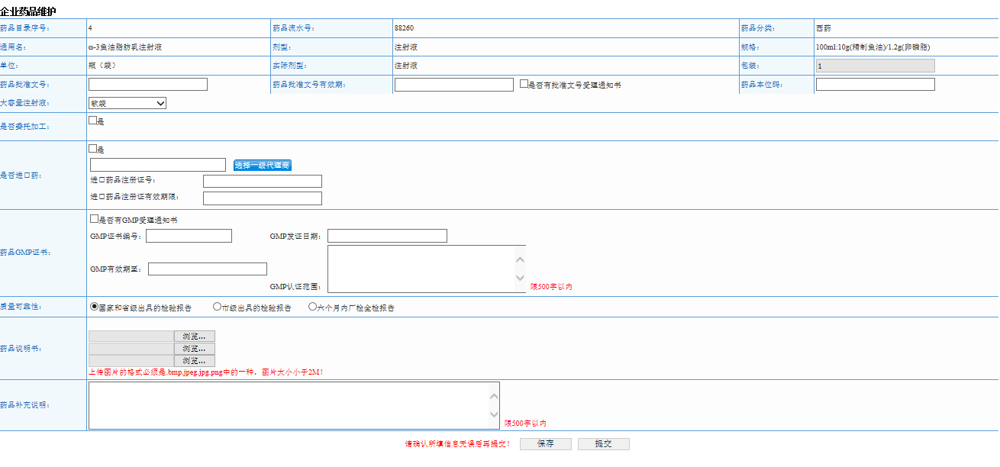 企业药品维护
药品目录序号： 4 药品流水号： 88260 药品分类： 西药
通用名： ω-3鱼油脂肪乳注射液 剂型： 注射液 规格： 100ml:10g(精制鱼油)/1.2g(卵磷脂)
单位： 瓶（袋） 实际剂型： 注射液 包装： 1
药品批准文号： 药品批准文号有效期： 是否有批准文号受理通知书 药品本位码：
大容量注射液： 软袋
是否委托加工： 是
是否进口药： 是
选择一级代理商
进口药品注册证号：
进口药品注册证有效期限：
药品GMP证书： 是否有GMP受理通知书
GMP证书编号： GMP发证日期：
GMP有效期至：
GMP认证范围： 限500字以内
质量可靠性： 国家和省级出具的检验报告 市级出具的检验报告 六个月内厂检全检报告
药品说明书： 浏览...
浏览...
浏览...
上传图片的格式必须是.bmp,jpeg,jpg,png中的一种，图片大小小于2M！
药品补充说明： 限500字以内
请确认所填信息无误后再提交！ 保存 提交